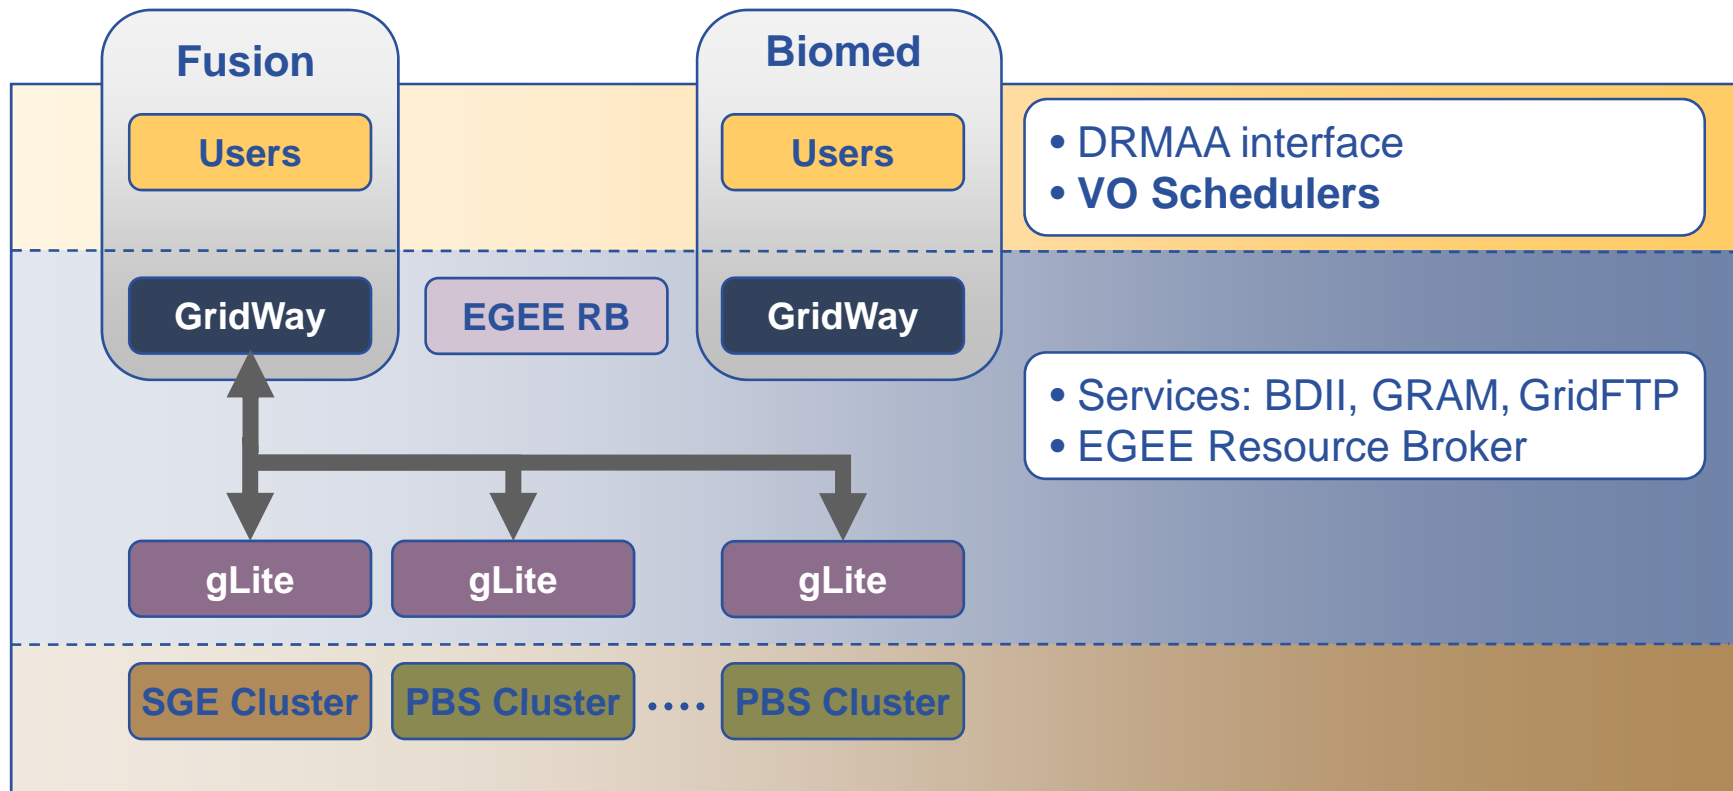 Fusion
Biomed
Users
Users
• DRMAA interface
• VO Schedulers
GridWay
EGEE RB
GridWay
• Services: BDII, GRAM, GridFTP
• EGEE Resource Broker
gLite
gLite
gLite
SGE Cluster
PBS Cluster
....
PBS Cluster